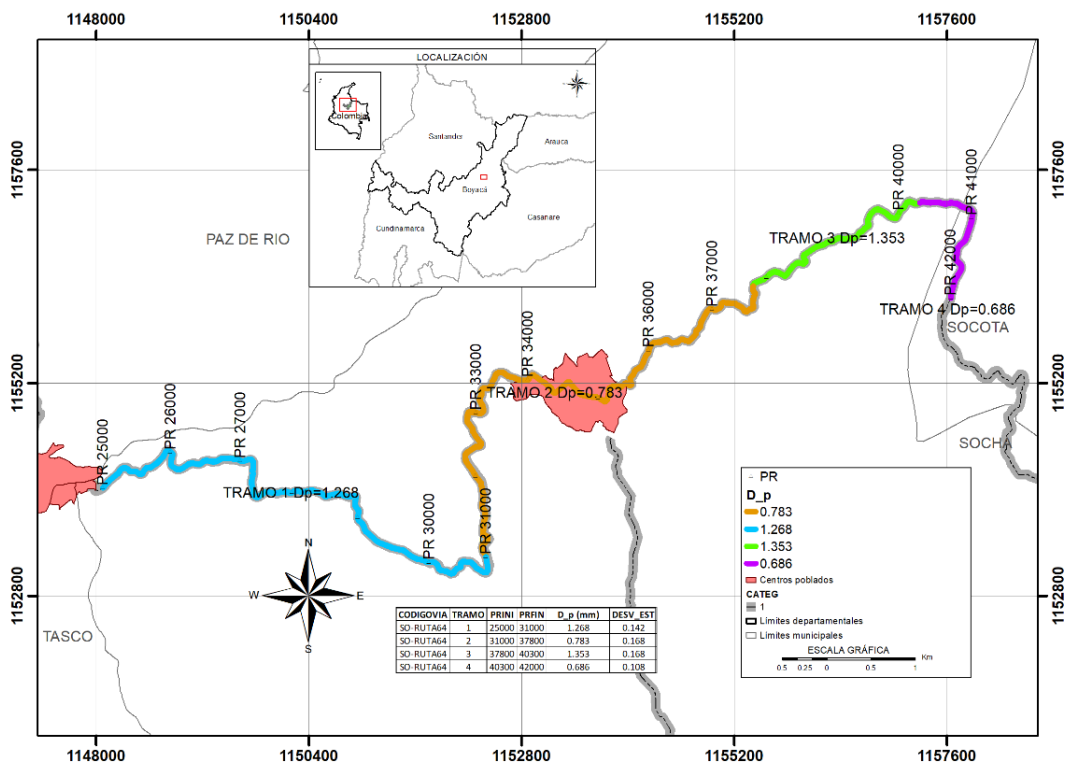 1148000 1150400 1152800 1155200 1157600
LOCALIZACIÓN
Colombia
Santander
Arauca
Boyacá
Casanare
Cundinamarca
1157600 1157600
PAZ DE RIO
PR 40000
PR 41000
TRAMO 3 Dp=1.353
PR 42000
PR 37000
TRAMO 4 Dp=0.686
SOCOTA
PR 36000
PR 34000
PR 33000
1155200 1155200
TRAMO 2 Dp=0.783
PR 25000
PR 26000
PR 27000
SOCHA
TRAMO 1 Dp=1.268
PR 30000
PR 31000
N
W E
S
1152800 1152800
TASCO
PR
D_p
0.783
1.268
1.353
0.686
Centros poblados
CATEG
1
Límites departamentales
Límites municipales
ESCALA GRÁFICA
Km
0.5 0.25 0 0.5 1
CODIGOVIA TRAMO PRINI PRFIN D_p (mm) DESV_EST
SO-RUTA64 1 25000 31000 1.268 0.142
SO-RUTA64 2 31000 37800 0.783 0.168
SO-RUTA64 3 37800 40300 1.353 0.168
SO-RUTA64 4 40300 42000 0.686 0.108
1148000 1150400 1152800 1155200 1157600